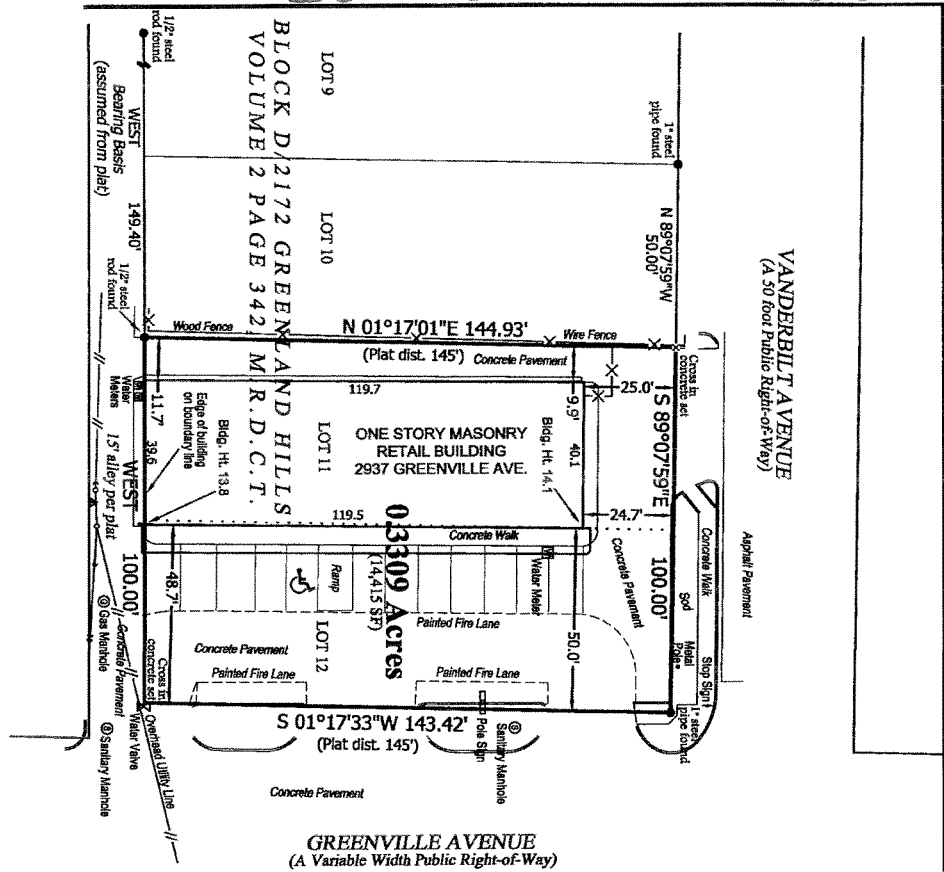 VANDERBILT AVENUE
(A 50 foot Public Right-of-Way)
Asphalt Pavement
1" steel
pipe found
N 89°07'59"W
50.00'
Cross in
concrete set
S 89°07'59"E
100.00'
Concrete Walk
Sod
Metal
Pole
Stop Sign
1" steel
pipe found
25.0'
24.7'
Concrete Pavement
LOT 9
LOT 10
LOT 11
LOT 12
BLOCK D/2172 GREENLAND HILLS
VOLUME 2 PAGE 342, M.R.D.C.T.
Wood Fence
N 01°17'01"E 144.93'
Wire Fence
(Plat dist. 145')
Concrete Pavement
119.7
9.9'
40.1
Bldg. Ht. 14.1
ONE STORY MASONRY
RETAIL BUILDING
2937 GREENVILLE AVE.
11.7'
39.6
Edge of building
on boundary line
Bldg. Ht. 13.8
119.5
Concrete Walk
0.3309 Acres
(14,415 SF)
Ramp
Water Meter
48.7'
50.0'
Painted Fire Lane
Concrete Pavement
Painted Fire Lane
Painted Fire Lane
S 01°17'33"W 143.42'
(Plat dist. 145')
Pole Sign
Sanitary Manhole
Concrete Pavement
GREENVILLE AVENUE
(A Variable Width Public Right-of-Way)
1/2" steel
rod found
WEST
149.40'
Bearing Basis
(assumed from plat)
1/2" steel
rod found
Water
Meters
15' alley per plat
WEST
100.00'
Cross in
concrete set
Gas Manhole
Concrete Pavement
Overhead Utility Line
Water Valve
Sanitary Manhole